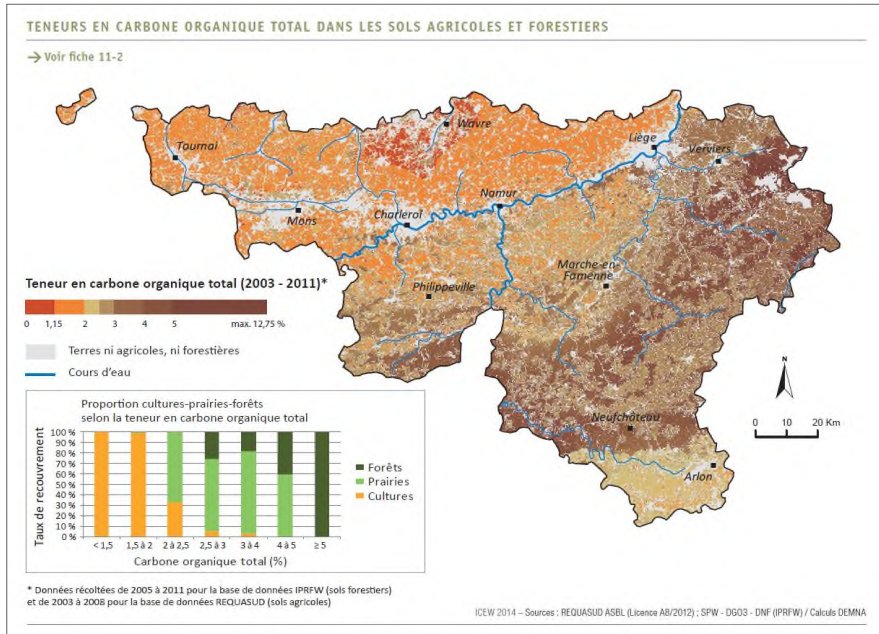 TENEURS EN CARBONE ORGANIQUE TOTAL DANS LES SOLS AGRICOLES ET FORESTIERS
→ Voir fiche 11-2
Wavre
Tournai
Liège
Verviers
Namur
Mons
Charleroi
Marche-en-
Famenne
Philippeville
Neufchâteau
Arlon
N
0 10 20 Km
Teneur en carbone organique total (2003 - 2011)*
0 1,15 2 3 4 5 max. 12,75 %
Terres ni agricoles, ni forestières
Cours d'eau
Proportion cultures-prairies-forêts
selon la teneur en carbone organique total
Taux de recouvrement
100 %
90 %
80 %
70 %
60 %
50 %
40 %
30 %
20 %
10 %
0 %
< 1,5 1,5 à 2 2 à 2,5 2,5 à 3 3 à 4 4 à 5 ≥ 5
Carbone organique total (%)
Forêts
Prairies
Cultures
* Données récoltées de 2005 à 2011 pour la base de données IPRFW (sols forestiers)
et de 2003 à 2008 pour la base de données REQUASUD (sols agricoles)
ICEW 2014 – Sources : REQUASUD ASBL (Licence A8/2012) ; SPW - DGO3 - DNF (IPRFW) / Calculs DEMNA